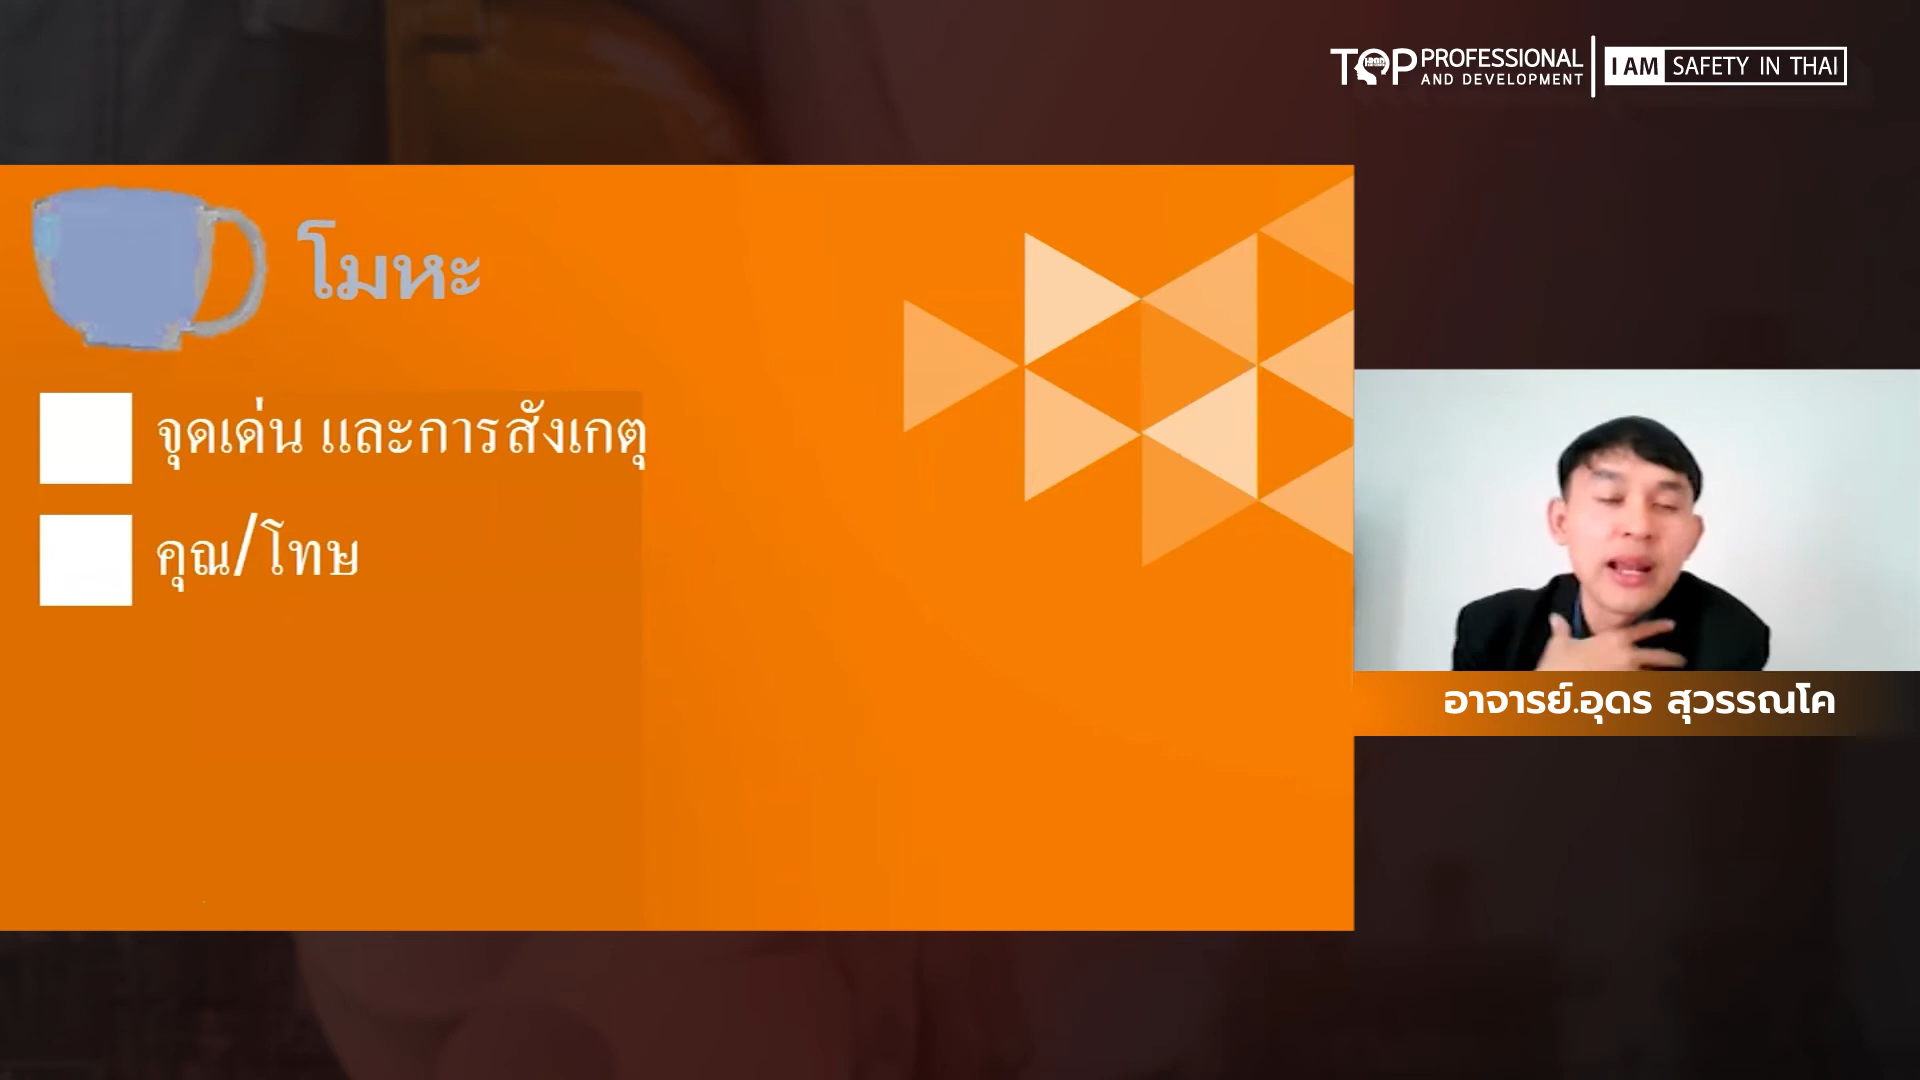 TOP PROFESSIONAL
AND DEVELOPMENT
I AM SAFETY IN THAI
โมหะ
จุดเด่น และการสังเกตุ
คุณ/โทษ
อาจารย์.อุดร สุวรรณโค